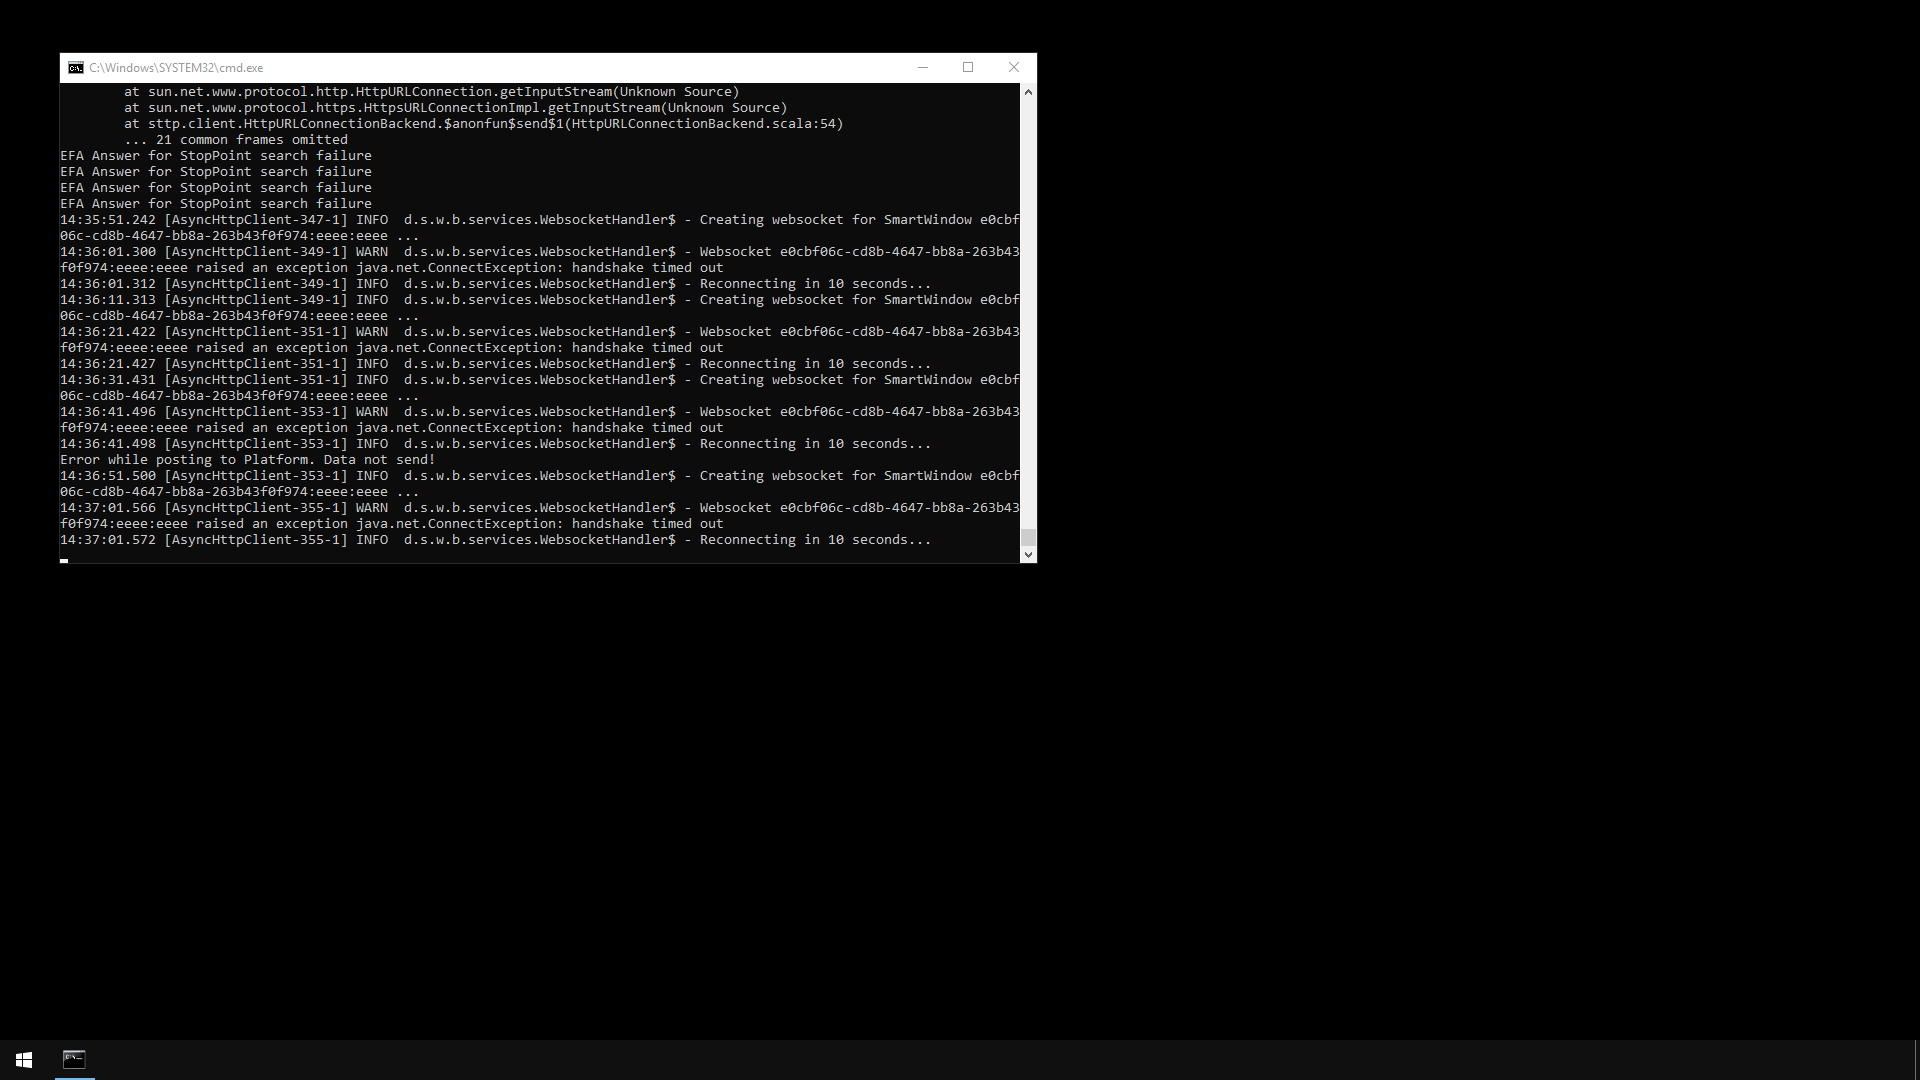 C:\Windows\SYSTEM32\cmd.exe
at sun.net.www.protocol.http.HttpURLConnection.getInputStream(Unknown Source)
at sun.net.www.protocol.https.HttpsURLConnectionImpl.getInputStream(Unknown Source)
at sttp.client.HttpURLConnectionBackend.$anonfun$send$1(HttpURLConnectionBackend.scala:54)
... 21 common frames omitted
EFA Answer for StopPoint search failure
EFA Answer for StopPoint search failure
EFA Answer for StopPoint search failure
EFA Answer for StopPoint search failure
14:35:51.242 [AsyncHttpClient-347-1] INFO  d.s.w.b.services.WebsocketHandler$ - Creating websocket for SmartWindow e0cbf
06c-cd8b-4647-bb8a-263b43f0f974:eeee:eeee ...
14:36:01.300 [AsyncHttpClient-349-1] WARN  d.s.w.b.services.WebsocketHandler$ - Websocket e0cbf06c-cd8b-4647-bb8a-263b43
f0f974:eeee:eeee raised an exception java.net.ConnectException: handshake timed out
14:36:01.312 [AsyncHttpClient-349-1] INFO  d.s.w.b.services.WebsocketHandler$ - Reconnecting in 10 seconds...
14:36:11.313 [AsyncHttpClient-349-1] INFO  d.s.w.b.services.WebsocketHandler$ - Creating websocket for SmartWindow e0cbf
06c-cd8b-4647-bb8a-263b43f0f974:eeee:eeee ...
14:36:21.422 [AsyncHttpClient-351-1] WARN  d.s.w.b.services.WebsocketHandler$ - Websocket e0cbf06c-cd8b-4647-bb8a-263b43
f0f974:eeee:eeee raised an exception java.net.ConnectException: handshake timed out
14:36:21.427 [AsyncHttpClient-351-1] INFO  d.s.w.b.services.WebsocketHandler$ - Reconnecting in 10 seconds...
14:36:31.431 [AsyncHttpClient-351-1] INFO  d.s.w.b.services.WebsocketHandler$ - Creating websocket for SmartWindow e0cbf
06c-cd8b-4647-bb8a-263b43f0f974:eeee:eeee ...
14:36:41.496 [AsyncHttpClient-353-1] WARN  d.s.w.b.services.WebsocketHandler$ - Websocket e0cbf06c-cd8b-4647-bb8a-263b43
f0f974:eeee:eeee raised an exception java.net.ConnectException: handshake timed out
14:36:41.498 [AsyncHttpClient-353-1] INFO  d.s.w.b.services.WebsocketHandler$ - Reconnecting in 10 seconds...
Error while posting to Platform. Data not send!
14:36:51.500 [AsyncHttpClient-353-1] INFO  d.s.w.b.services.WebsocketHandler$ - Creating websocket for SmartWindow e0cbf
06c-cd8b-4647-bb8a-263b43f0f974:eeee:eeee ...
14:37:01.566 [AsyncHttpClient-355-1] WARN  d.s.w.b.services.WebsocketHandler$ - Websocket e0cbf06c-cd8b-4647-bb8a-263b43
f0f974:eeee:eeee raised an exception java.net.ConnectException: handshake timed out
14:37:01.572 [AsyncHttpClient-355-1] INFO  d.s.w.b.services.WebsocketHandler$ - Reconnecting in 10 seconds...